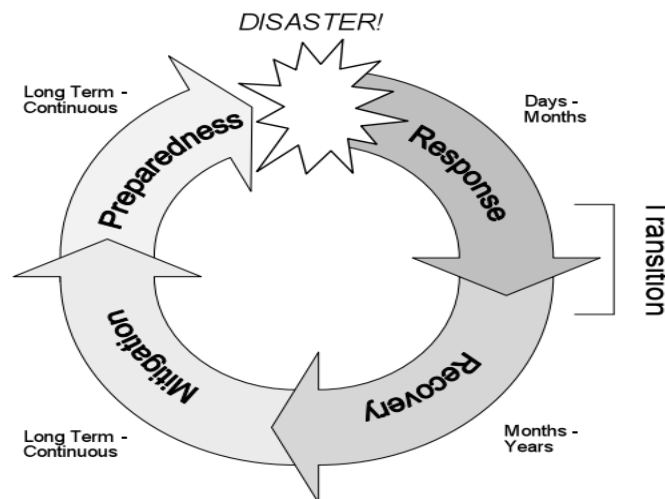 DISASTER!
Long Term -
Continuous
Preparedness
Response
Days -
Months
Transition
Mitigation
Recovery
Long Term -
Continuous
Months -
Years